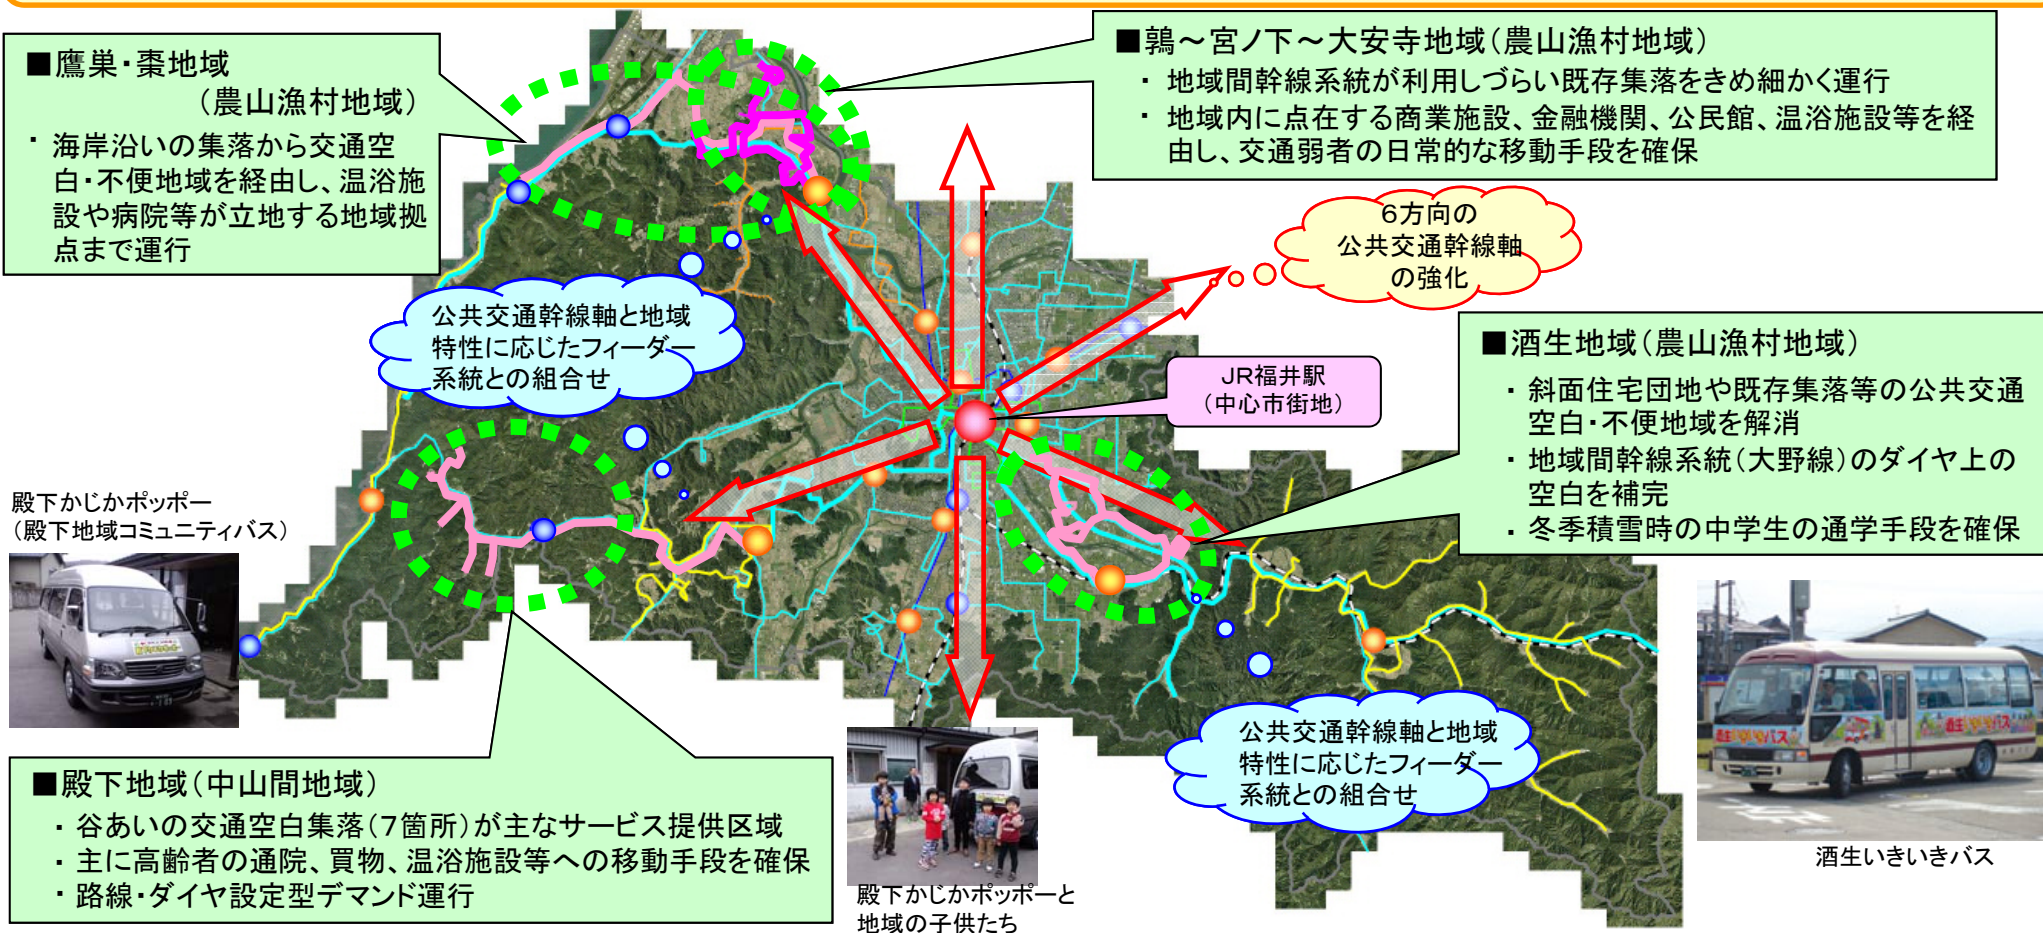 ■鷹巣・棗地域
（農山漁村地域）
・ 海岸沿いの集落から交通空
白・不便地域を経由し、温浴施
設や病院等が立地する地域拠
点まで運行
■鶉～宮ノ下～大安寺地域（農山漁村地域）
・ 地域間幹線系統が利用しづらい既存集落をきめ細かく運行
・ 地域内に点在する商業施設、金融機関、公民館、温浴施設等を経
由し、交通弱者の日常的な移動手段を確保
６方向の
公共交通幹線軸
の強化
公共交通幹線軸と地域
特性に応じたフィーダー
系統との組合せ
ＪＲ福井駅
（中心市街地）
■酒生地域（農山漁村地域）
・ 斜面住宅団地や既存集落等の公共交通
空白・不便地域を解消
・ 地域間幹線系統（大野線）のダイヤ上の
空白を補完
・ 冬季積雪時の中学生の通学手段を確保
殿下かじかポッポー
（殿下地域コミュニティバス）
公共交通幹線軸と地域
特性に応じたフィーダー
系統との組合せ
酒生いきいきバス
■殿下地域（中山間地域）
・ 谷あいの交通空白集落（７箇所）が主なサービス提供区域
・ 主に高齢者の通院、買物、温浴施設等への移動手段を確保
・ 路線・ダイヤ設定型デマンド運行
殿下かじかポッポーと
地域の子供たち
酒生いきいきバス